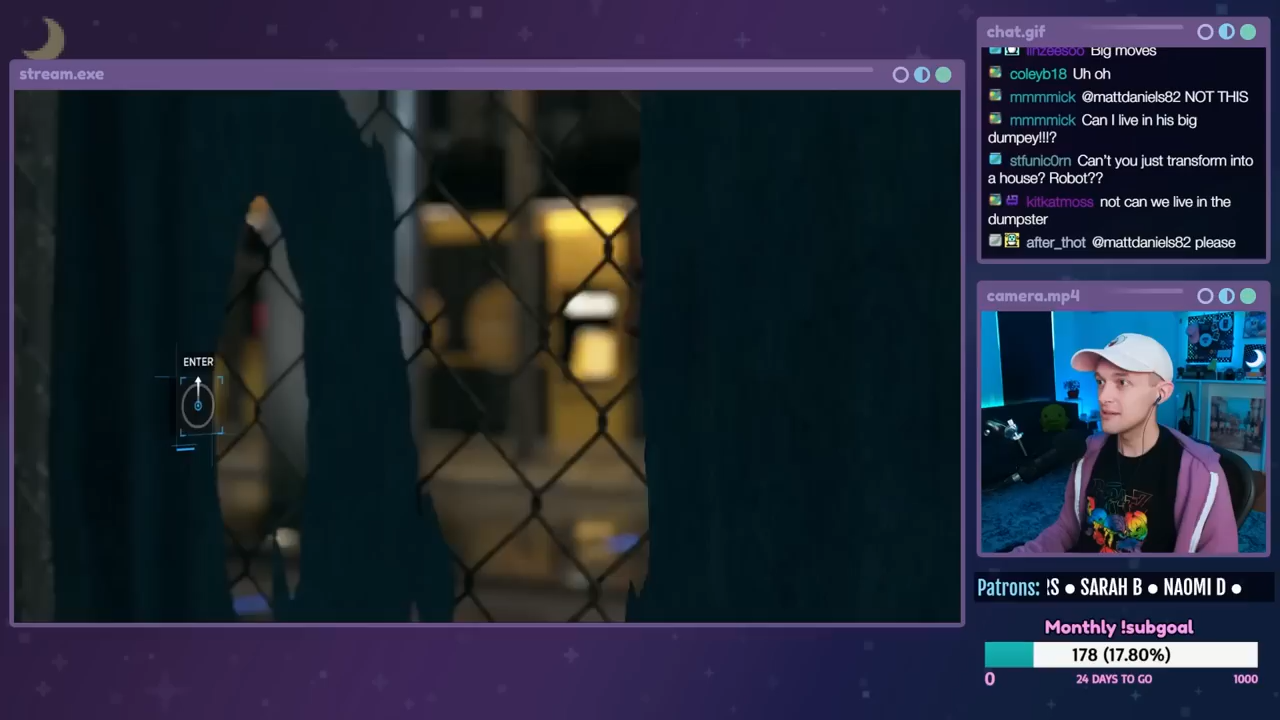 stream.exe
ENTER
chat.gif
linzeesoo Big moves
coleyb18 Uh oh
mmmmick @mattdaniels82 NOT THIS
mmmmick Can I live in his big
dumpey!!!?
stfunic0rn Can't you just transform into
a house? Robot??
kitkatmoss not can we live in the
dumpster
after_thot @mattdaniels82 please
camera.mp4
Patrons: RS ● SARAH B ● NAOMI D ●
Monthly !subgoal
178 (17.80%)
0 24 DAYS TO GO 1000